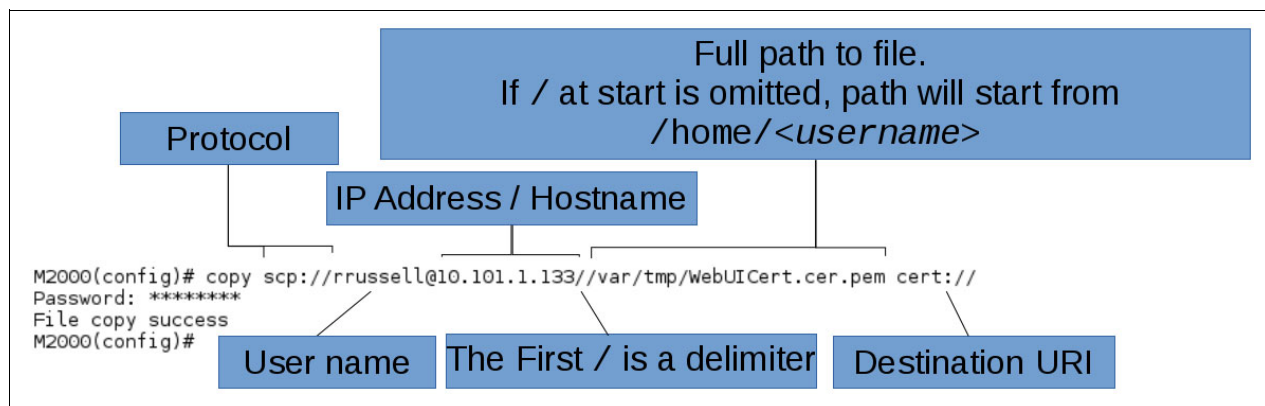 Full path to file.
If / at start is omitted, path will start from
/home/<username>
Protocol
IP Address / Hostname
M2000(config)# copy scp://rrussell@10.101.1.133//var/tmp/WebUICert.cer.pem cert://
Password: ********
File copy success
M2000(config)#
User name
The First / is a delimiter
Destination URI